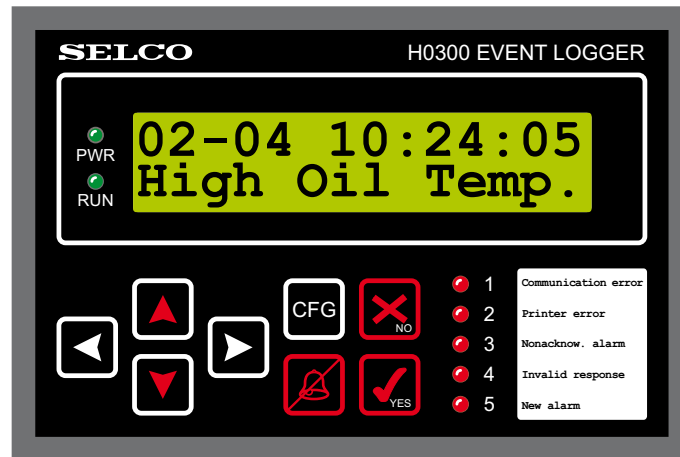 SELCO H0300 EVENT LOGGER
PWR
RUN
02-04 10:24:05
High Oil Temp.
CFG
NO
YES
1 Communication error
2 Printer error
3 Nonacknow. alarm
4 Invalid response
5 New alarm